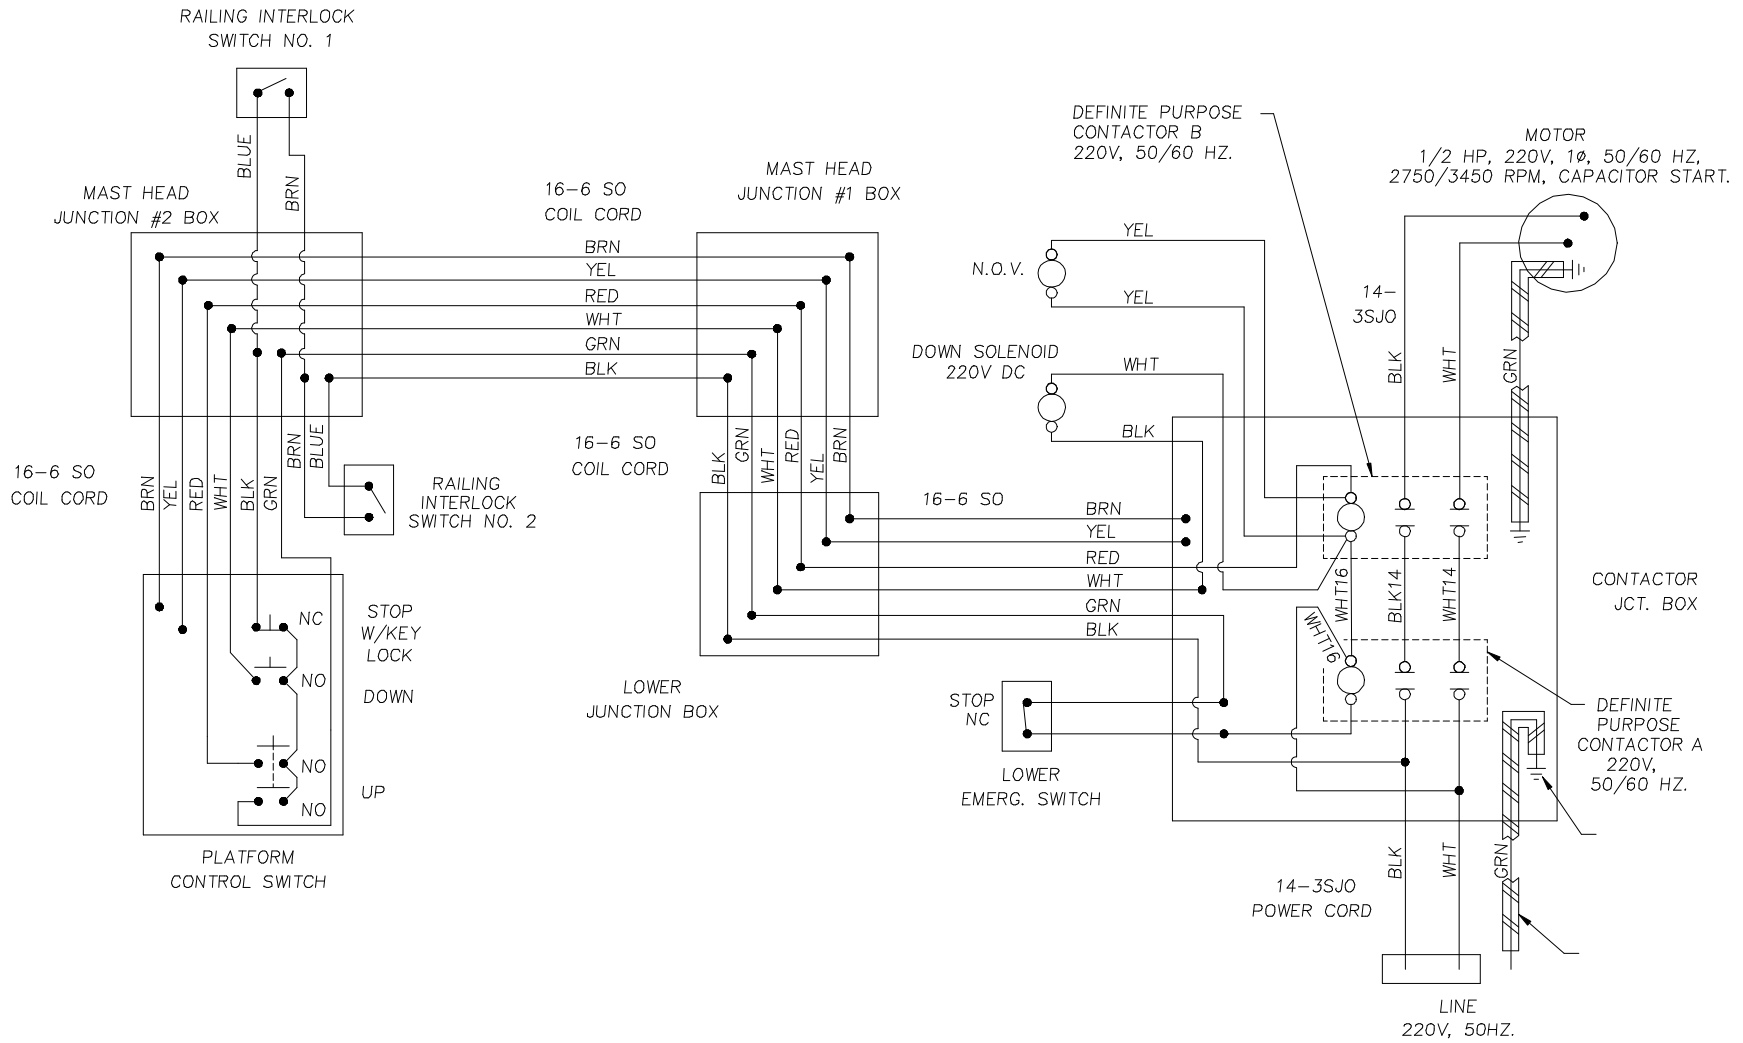 RAILING INTERLOCK
SWITCH NO. 1
BLUE
BRN
MAST HEAD
JUNCTION #2 BOX
16-6 SO
COIL CORD
MAST HEAD
JUNCTION #1 BOX
BRN
YEL
RED
WHT
GRN
BLK
DEFINITE PURPOSE
CONTACTOR B
220V, 50/60 HZ.
MOTOR
1/2 HP, 220V, 1ø, 50/60 HZ,
2750/3450 RPM, CAPACITOR START.
YEL
N.O.V.
YEL
DOWN SOLENOID
220V DC
WHT
BLK
14-
3SJO
BLK
WHT
GRN
16-6 SO
COIL CORD
BRN
YEL
RED
WHT
BLK
GRN
BRN
BLUE
RAILING
INTERLOCK
SWITCH NO. 2
16-6 SO
COIL CORD
BLK
GRN
WHT
RED
YEL
BRN
16-6 SO
BRN
YEL
RED
WHT
GRN
BLK
WHT16
BLK14
WHT14
WHT16
CONTACTOR
JCT. BOX
NC
STOP
W/KEY
LOCK
NO
DOWN
NO
UP
NO
PLATFORM
CONTROL SWITCH
LOWER
JUNCTION BOX
STOP
NC
LOWER
EMERG. SWITCH
DEFINITE
PURPOSE
CONTACTOR A
220V,
50/60 HZ.
BLK
WHT
GRN
14-3SJO
POWER CORD
LINE
220V, 50HZ.